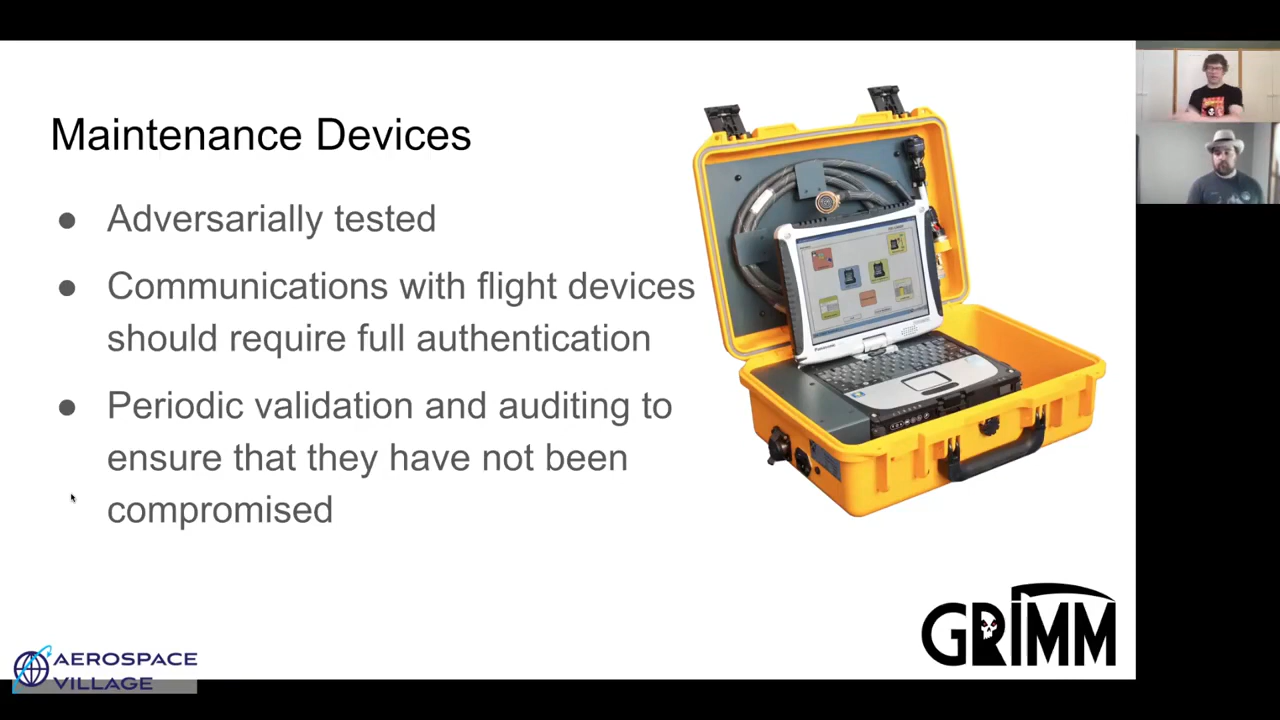 Maintenance Devices
● Adversarially tested
● Communications with flight devices
should require full authentication
● Periodic validation and auditing to
ensure that they have not been
compromised
Panasonic
GRIMM
AEROSPACE
VILLAGE